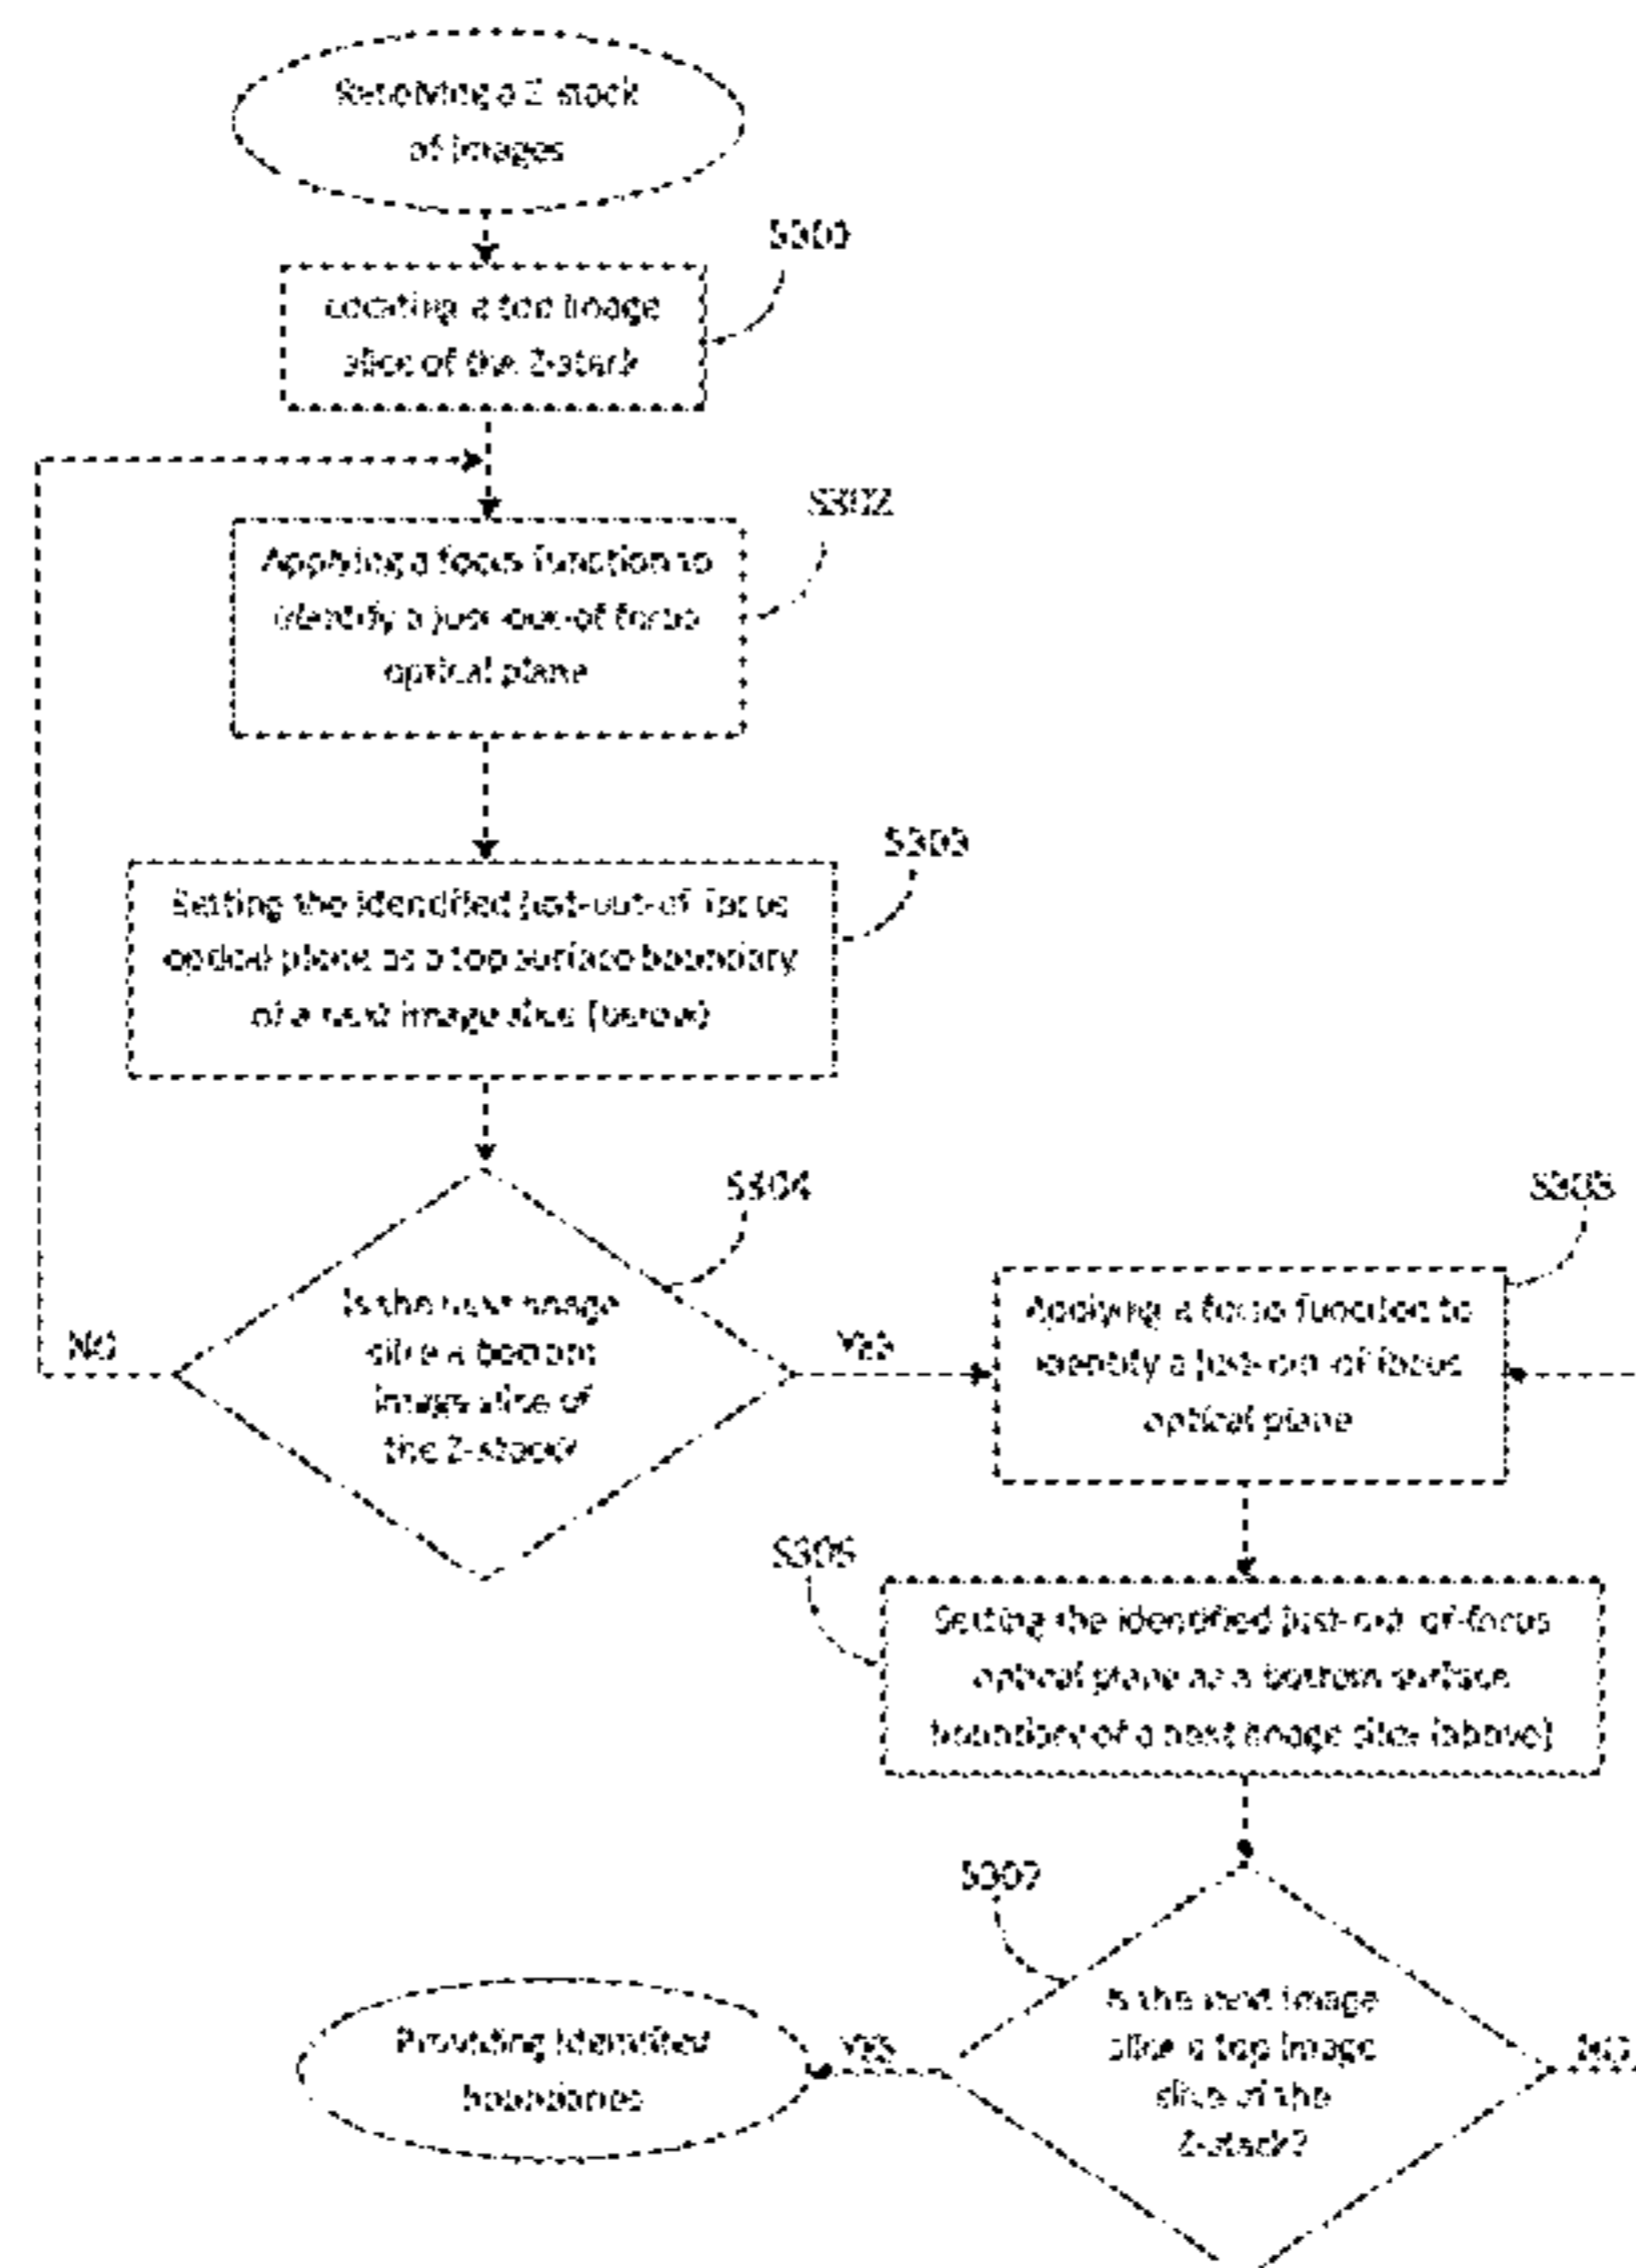 Receiving a Z stack
of images
Locating a top image
slice of the Z-stack
S302
Applying a focus function to
identify a just-out-of focus
optical plane
S303
Setting the identified just-out-of focus
optical plane as a top surface boundary
of a next image slice (below)
S304
Is the next image
slice a bottom
image slice of
the Z-stack?
NO
YES
S305
Applying a focus function to
identify a just-out-of focus
optical plane
S306
Setting the identified just-out-of-focus
optical plane as a bottom surface
boundary of a next image slice (above)
S307
Is the next image
slice a top image
slice of the
Z-stack?
YES
NO
Providing identified
boundaries